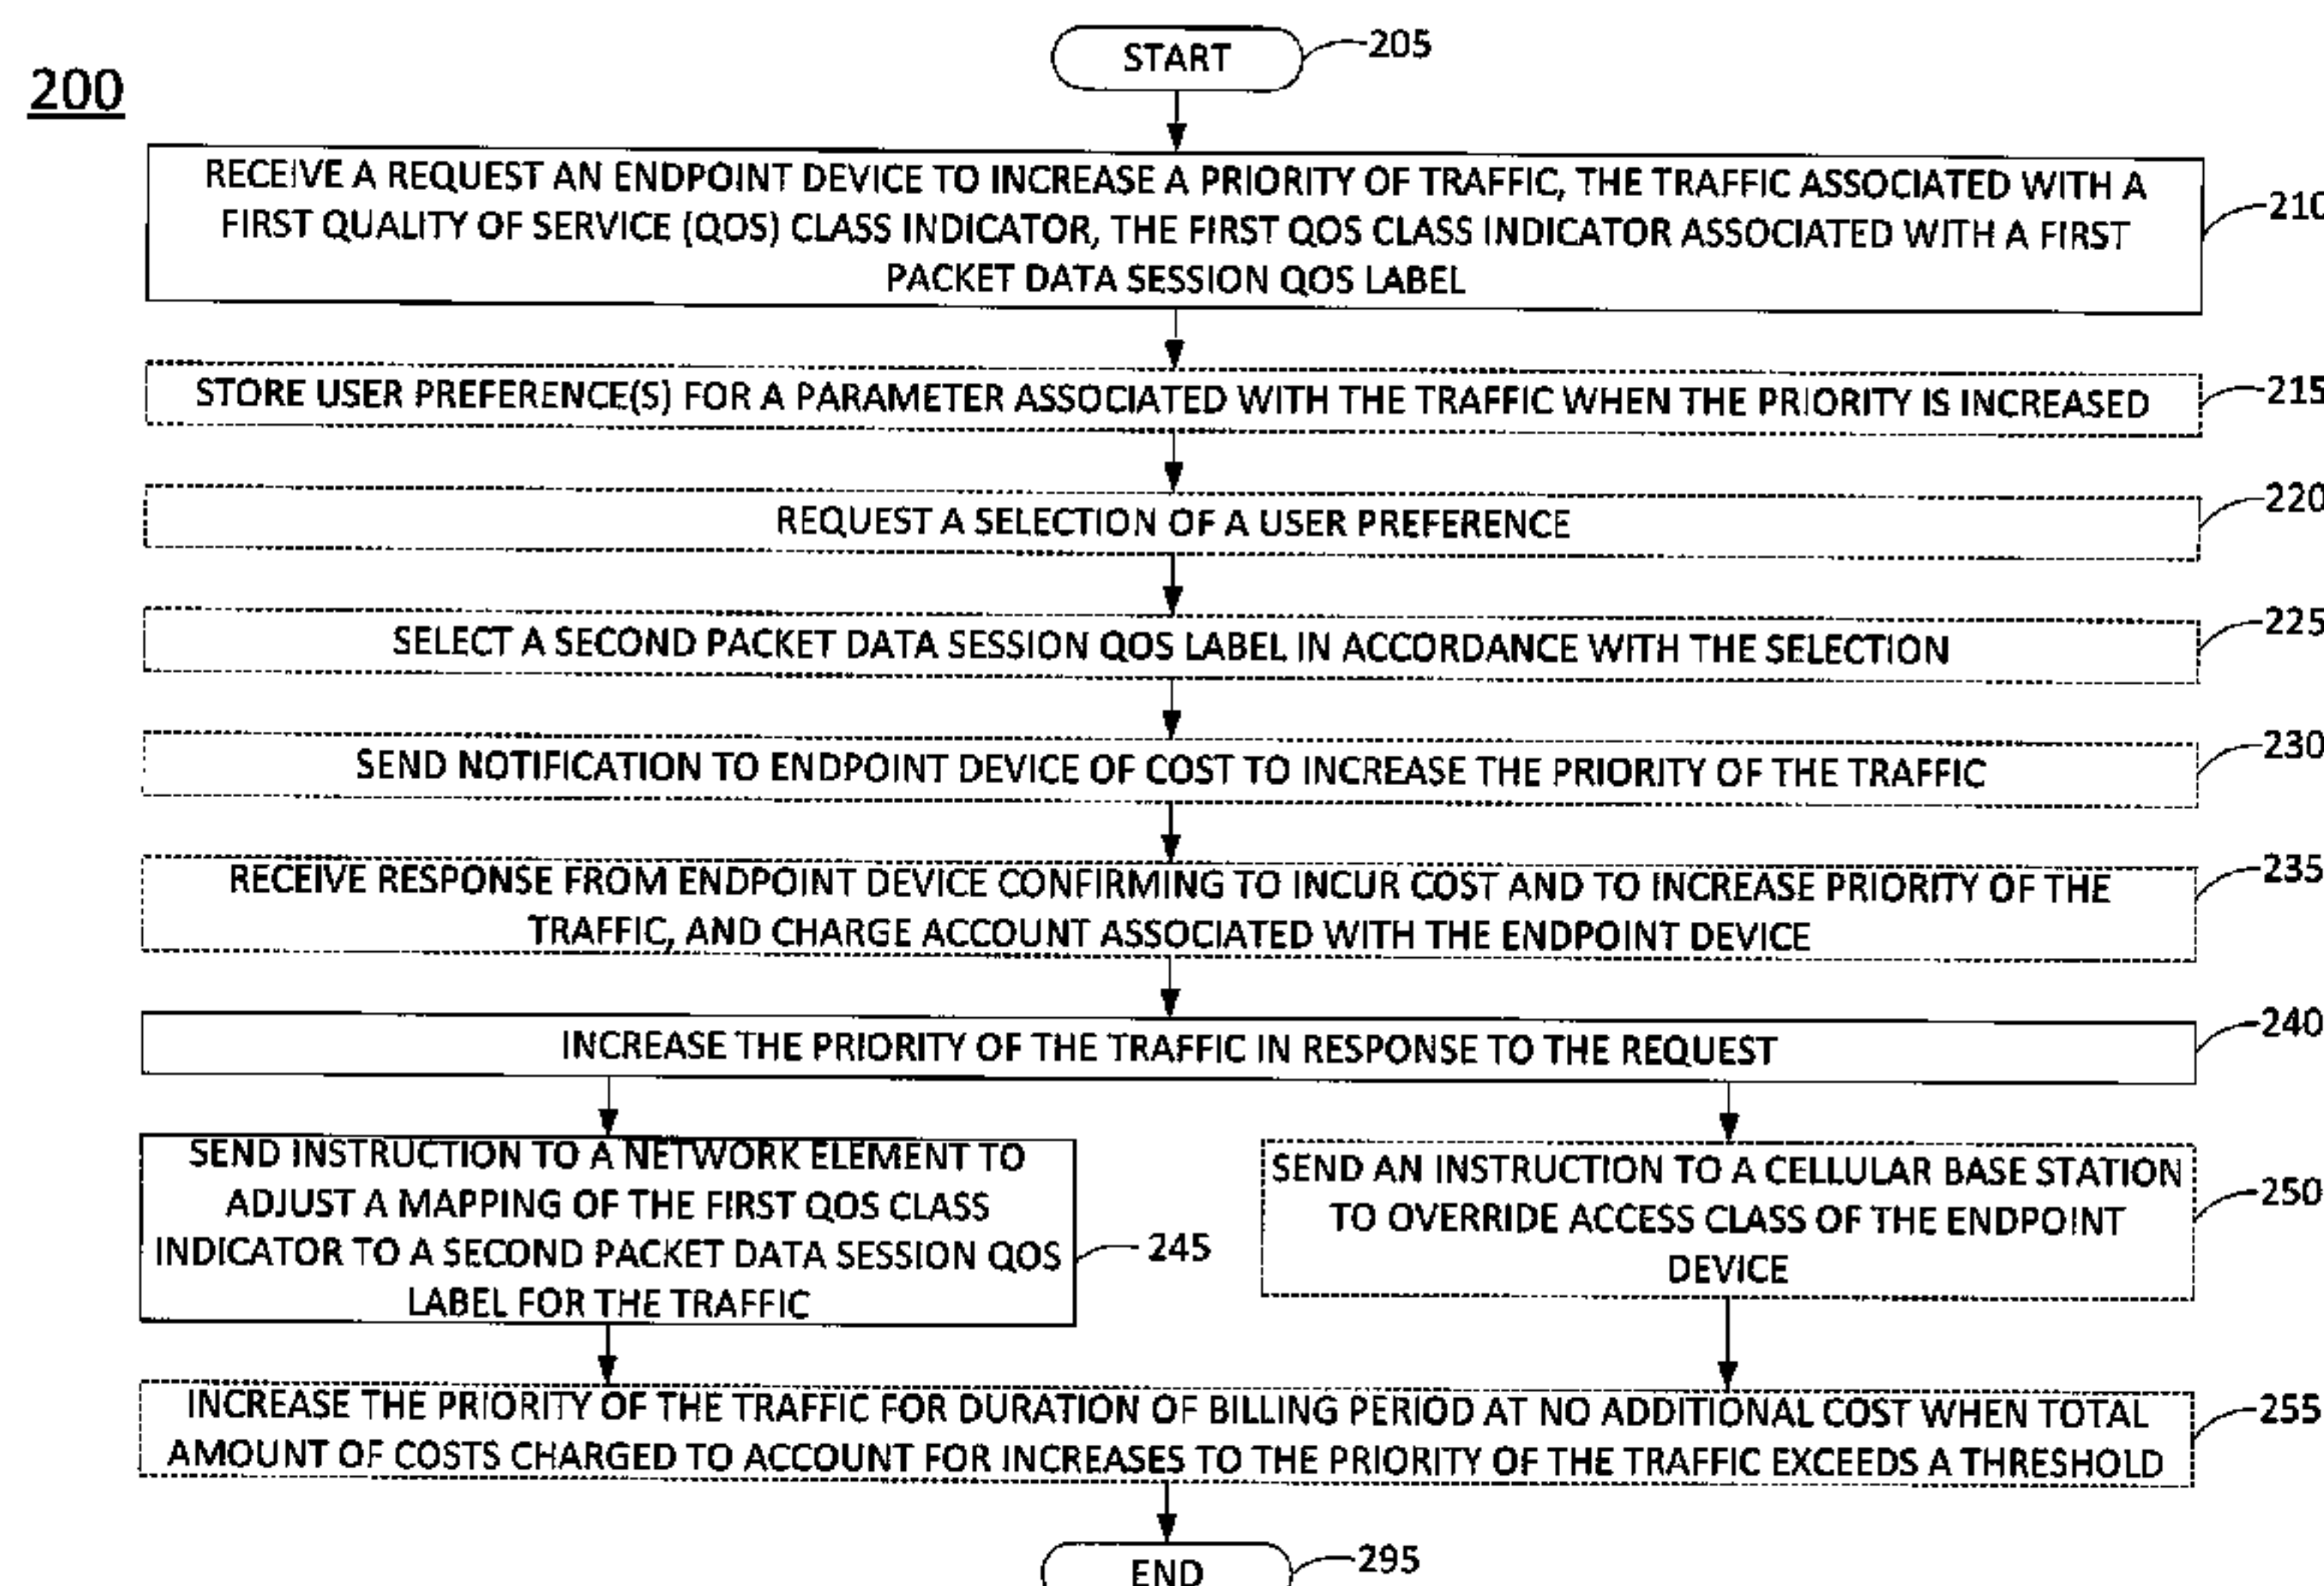 200
START
205
RECEIVE A REQUEST AN ENDPOINT DEVICE TO INCREASE A PRIORITY OF TRAFFIC, THE TRAFFIC ASSOCIATED WITH A
FIRST QUALITY OF SERVICE (QOS) CLASS INDICATOR, THE FIRST QOS CLASS INDICATOR ASSOCIATED WITH A FIRST
PACKET DATA SESSION QOS LABEL
210
STORE USER PREFERENCE(S) FOR A PARAMETER ASSOCIATED WITH THE TRAFFIC WHEN THE PRIORITY IS INCREASED
215
REQUEST A SELECTION OF A USER PREFERENCE
220
SELECT A SECOND PACKET DATA SESSION QOS LABEL IN ACCORDANCE WITH THE SELECTION
225
SEND NOTIFICATION TO ENDPOINT DEVICE OF COST TO INCREASE THE PRIORITY OF THE TRAFFIC
230
RECEIVE RESPONSE FROM ENDPOINT DEVICE CONFIRMING TO INCUR COST AND TO INCREASE PRIORITY OF THE
TRAFFIC, AND CHARGE ACCOUNT ASSOCIATED WITH THE ENDPOINT DEVICE
235
INCREASE THE PRIORITY OF THE TRAFFIC IN RESPONSE TO THE REQUEST
240
SEND INSTRUCTION TO A NETWORK ELEMENT TO
ADJUST A MAPPING OF THE FIRST QOS CLASS
INDICATOR TO A SECOND PACKET DATA SESSION QOS
LABEL FOR THE TRAFFIC
245
SEND AN INSTRUCTION TO A CELLULAR BASE STATION
TO OVERRIDE ACCESS CLASS OF THE ENDPOINT
DEVICE
250
INCREASE THE PRIORITY OF THE TRAFFIC FOR DURATION OF BILLING PERIOD AT NO ADDITIONAL COST WHEN TOTAL
AMOUNT OF COSTS CHARGED TO ACCOUNT FOR INCREASES TO THE PRIORITY OF THE TRAFFIC EXCEEDS A THRESHOLD
255
END
295